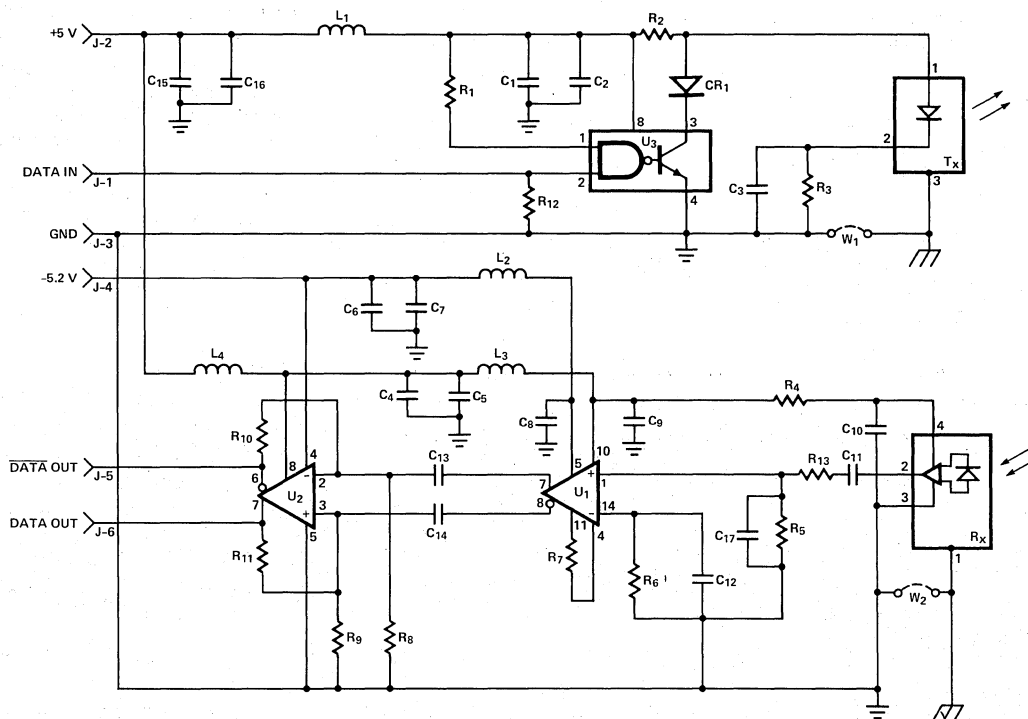 L1
R2
+5 V
J-2
1
C15
C16
R1
C1
C2
CR1
8
3
U3
1
2
DATA IN
J-1
2
TX
C3
R3
3
R12
4
GND
J-3
W1
-5.2 V
J-4
L2
C6
C7
L4
L3
R4
C4
C5
C8
C9
C10
4
R10
C13
C11
R13
10
DATA OUT
J-5
8
4
5
2
6
-
2
+
1
U2
7
U1
3
7
3
8
-
14
DATA OUT
J-6
+
C14
11
4
RX
R11
5
C17
R5
1
R7
R6
C12
W2
R9
R8